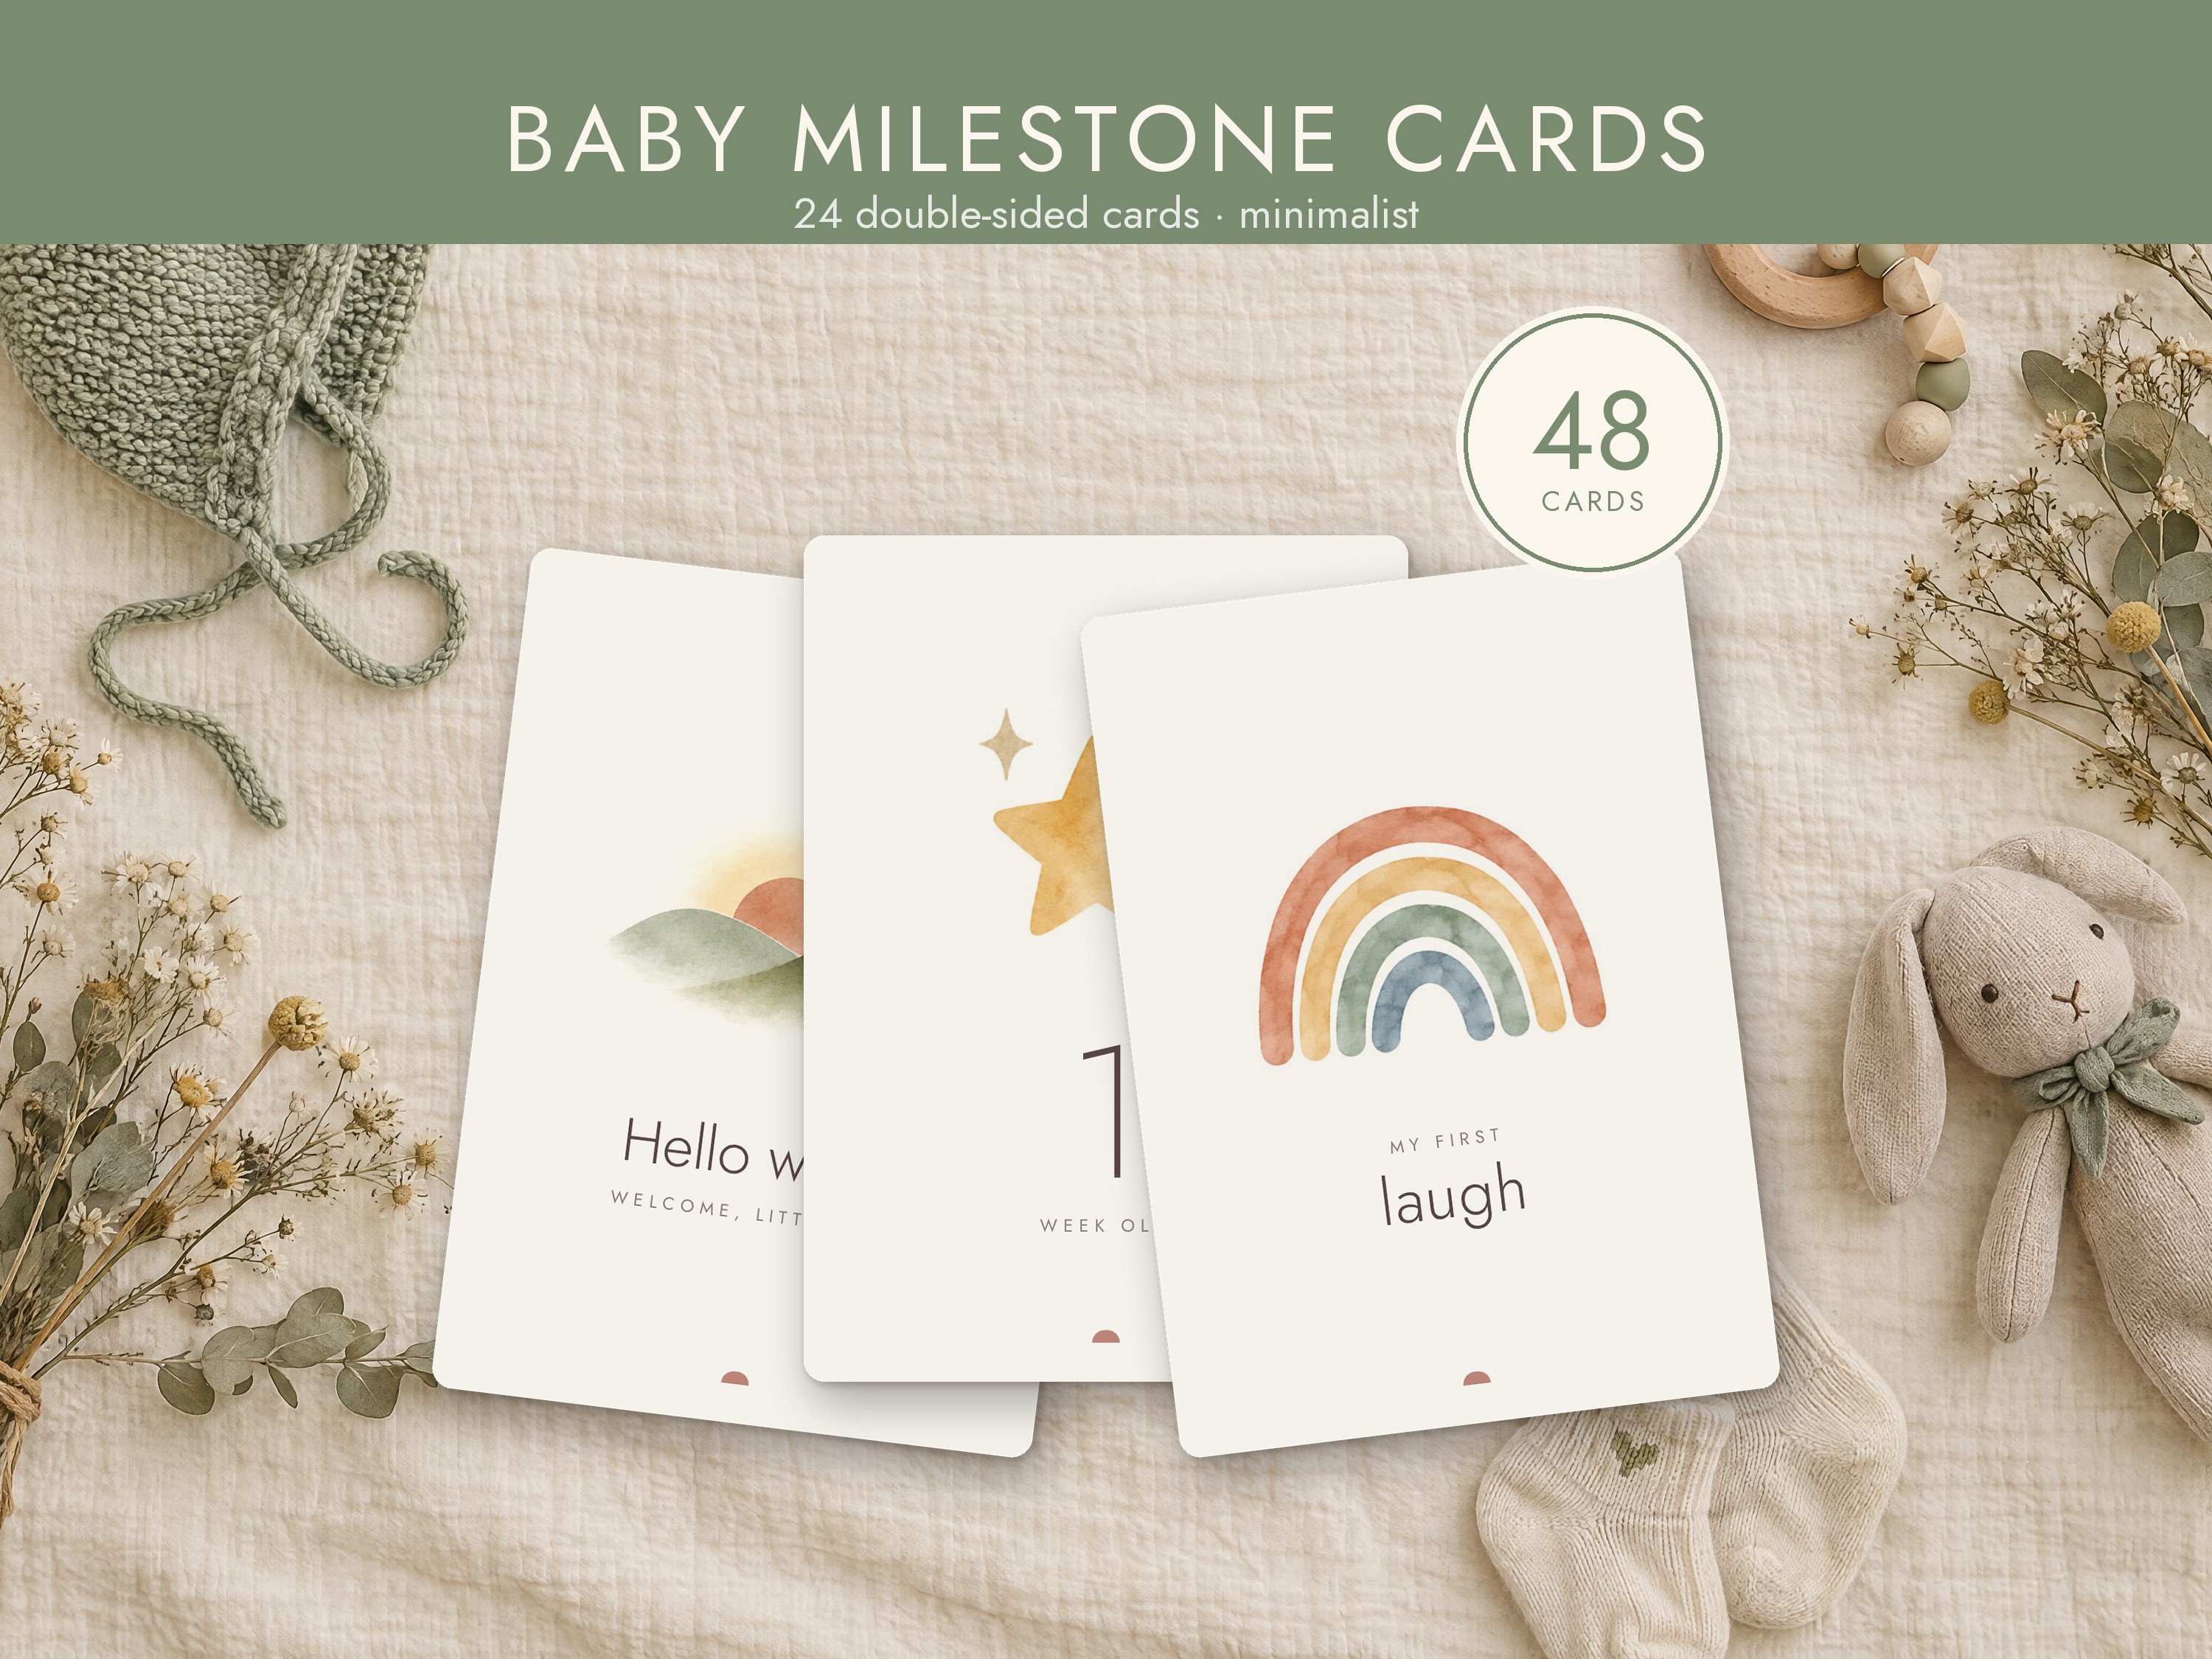 BABY MILESTONE CARDS
24 double-sided cards · minimalist
48
CARDS
Hello
WELCOME,
1
WEEK
MY FIRST
laugh